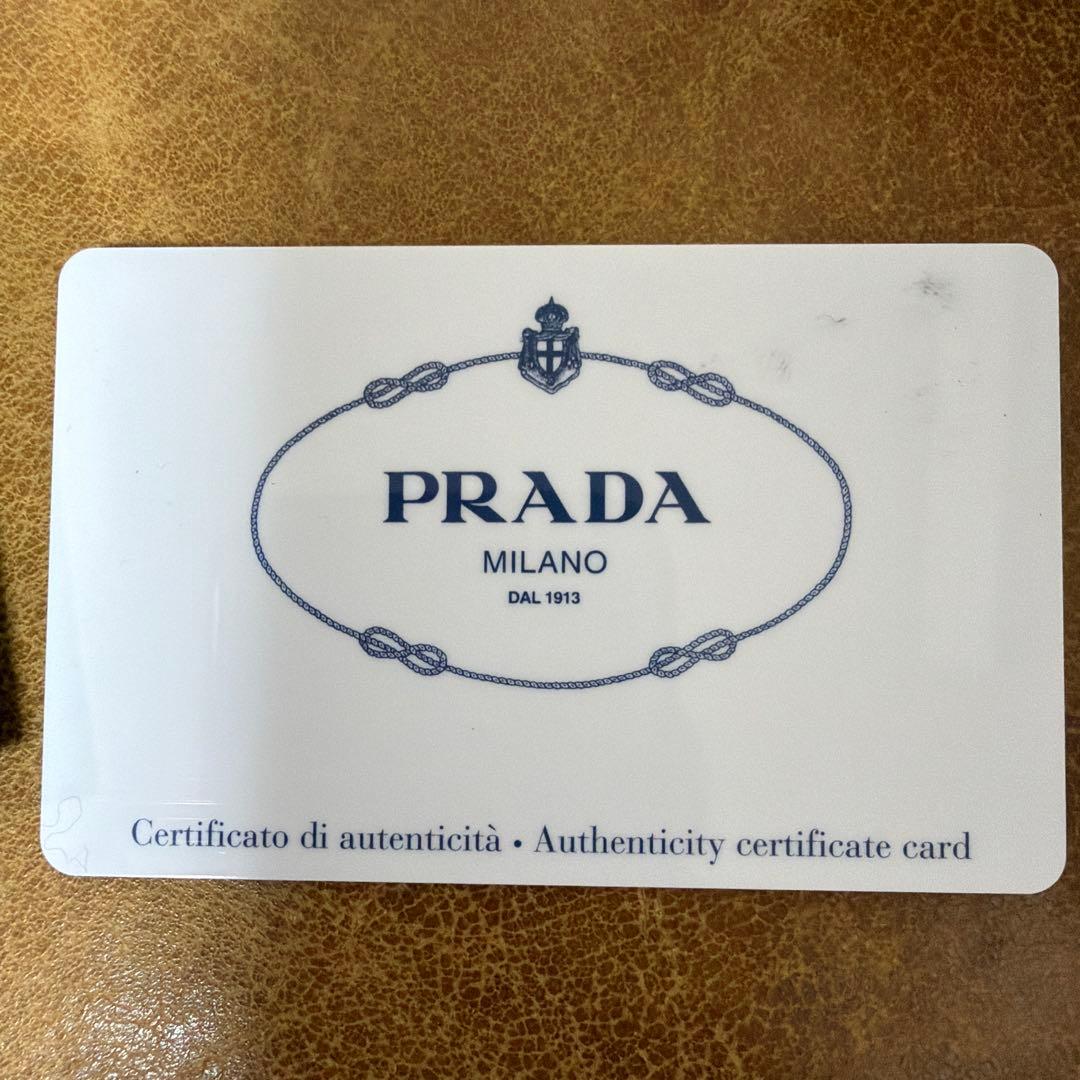 PRADA
MILANO
DAL 1913
Certificato di autenticità • Authenticity certificate card